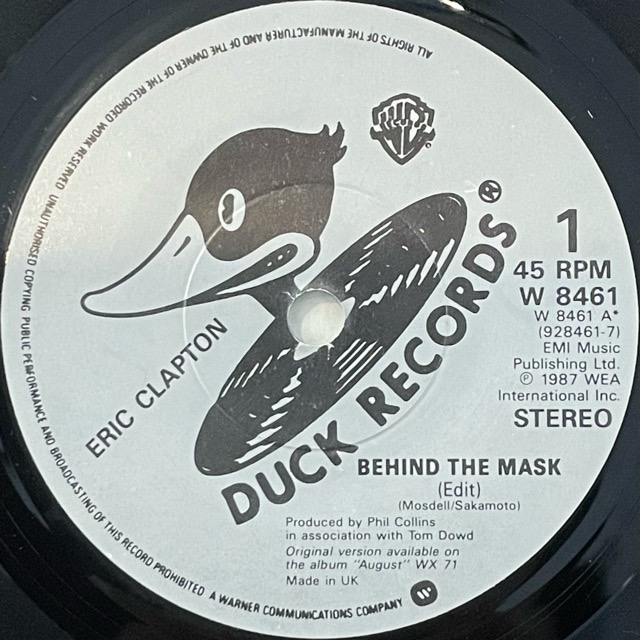 ALL RIGHTS OF THE MANUFACTURER AND OF THE OWNER OF THE RECORDED WORK RESERVED UNAUTHORISED COPYING PUBLIC PERFORMANCE AND BROADCASTING OF THIS RECORD PROHIBITED A WARNER COMMUNICATIONS COMPANY
ERIC CLAPTON
DUCK RECORDS®
1
45 RPM
W 8461
W 8461 A*
(928461-7)
EMI Music
Publishing Ltd.
℗ 1987 WEA
International Inc.
STEREO
BEHIND THE MASK
(Edit)
(Mosdell/Sakamoto)
Produced by Phil Collins
in association with Tom Dowd
Original version available on
the album "August" WX 71
Made in UK